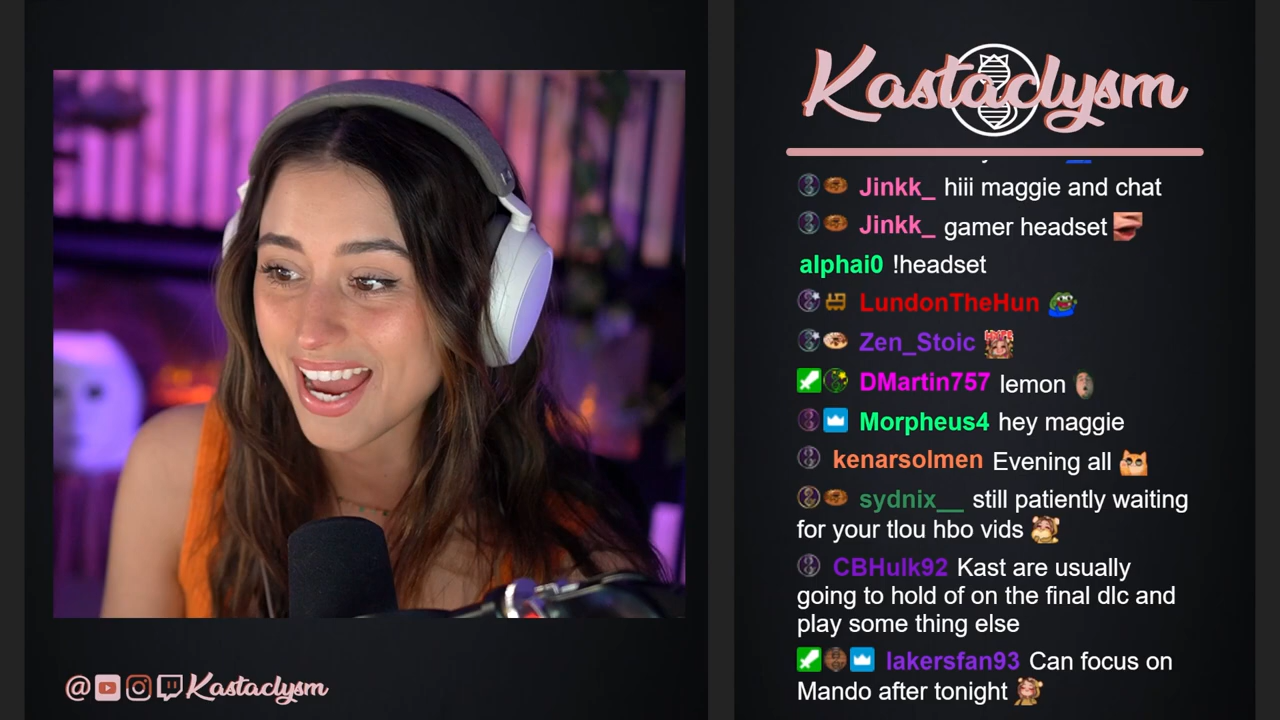 Kastaclysm
Jinkk_ hiii maggie and chat
Jinkk_ gamer headset
alphai0 !headset
LundonTheHun
Zen_Stoic
DMartin757 lemon
Morpheus4 hey maggie
kenarsolmen Evening all
sydnix__ still patiently waiting
for your tlou hbo vids
CBHulk92 Kast are usually
going to hold of on the final dlc and
play some thing else
lakersfan93 Can focus on
Mando after tonight
@ Kastaclysm